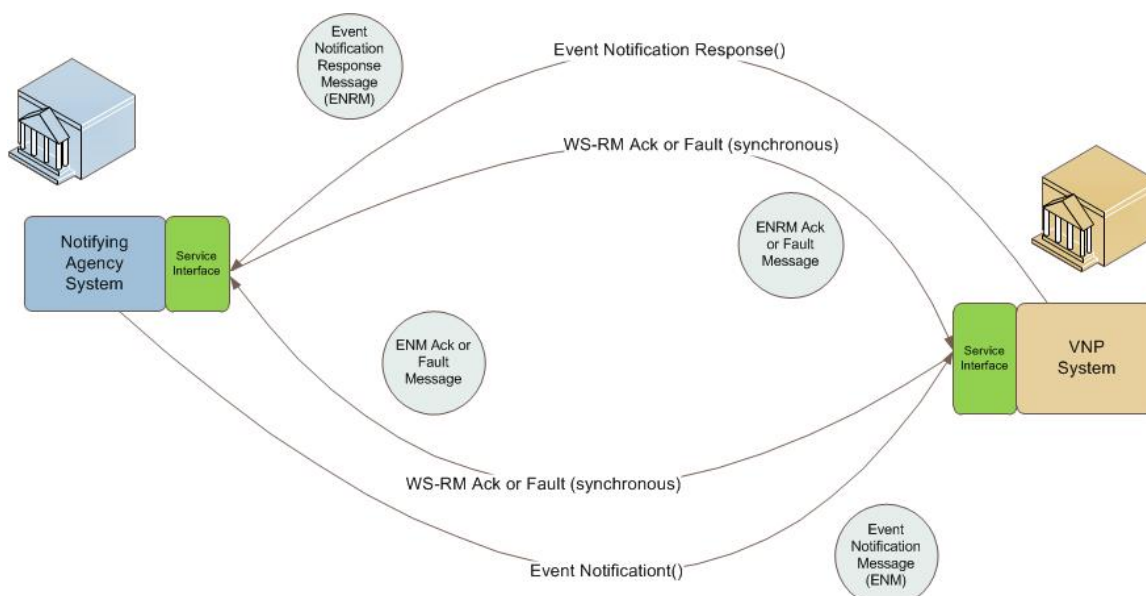 Event
Notification
Response
Message
(ENRM)
Event Notification Response()
WS-RM Ack or Fault (synchronous)
Notifying
Agency
System
Service
Interface
ENRM Ack
or Fault
Message
ENM Ack or
Fault
Message
Service
Interface
VNP
System
WS-RM Ack or Fault (synchronous)
Event
Notification
Message
(ENM)
Event Notificationt()